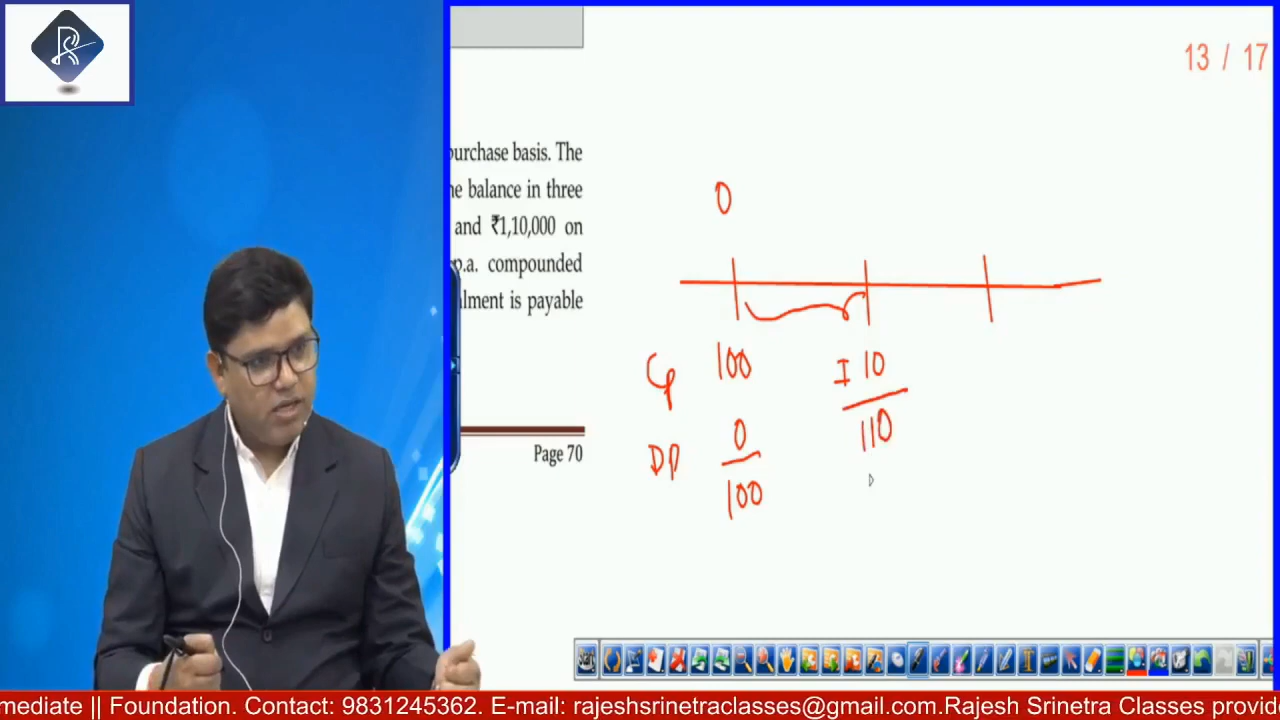 13 / 17
purchase basis. The
he balance in three
and ₹1,10,000 on
p.a. compounded
alment is payable
Page 70
0
CP 100 I 10
110
DP 0
100
start
mediate || Foundation. Contact: 9831245362. E-mail: rajeshsrinetraclasses@gmail.com.Rajesh Srinetra Classes provid